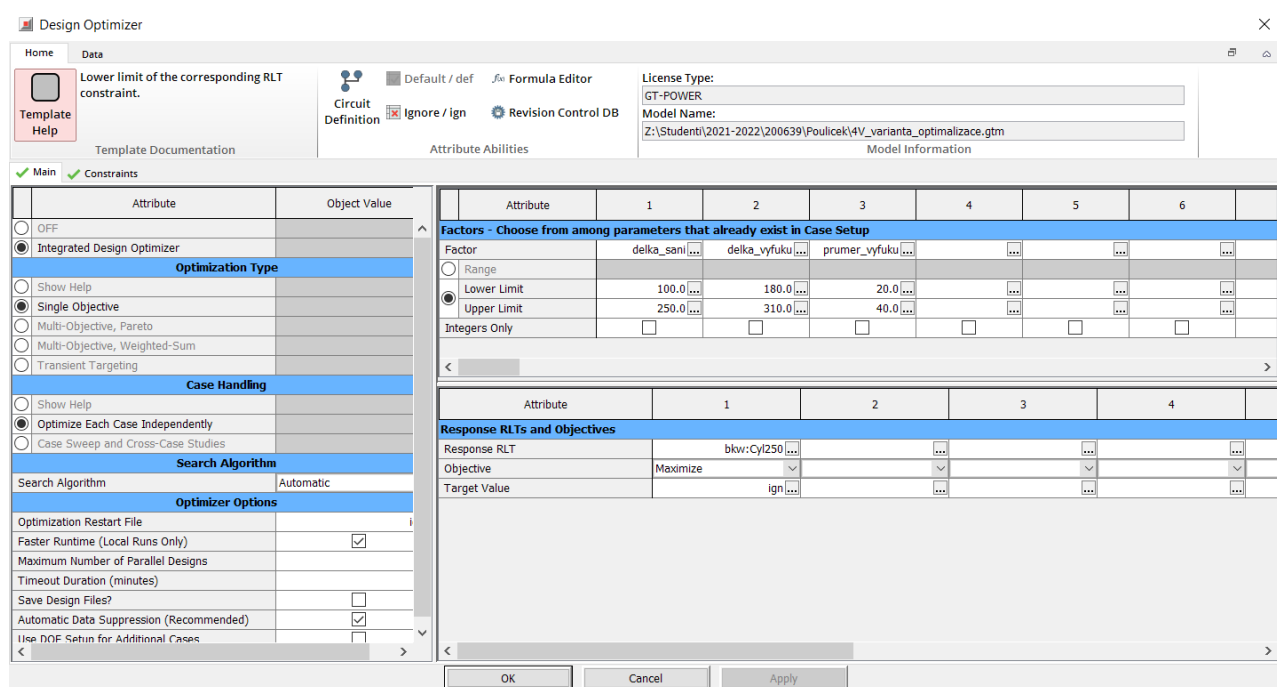 Design Optimizer
Home Data
Template Help
Lower limit of the corresponding RLT constraint.
Template Documentation
Circuit Definition
Default / def
Ignore / ign
f(x) Formula Editor
Revision Control DB
Attribute Abilities
License Type:
GT-POWER
Model Name:
Z:\Studenti\2021-2022\200639\Poulicek\4V_varianta_optimalizace.gtm
Model Information
Main Constraints
Attribute Object Value
OFF
Integrated Design Optimizer
Optimization Type
Show Help
Single Objective
Multi-Objective, Pareto
Multi-Objective, Weighted-Sum
Transient Targeting
Case Handling
Show Help
Optimize Each Case Independently
Case Sweep and Cross-Case Studies
Search Algorithm
Search Algorithm Automatic
Optimizer Options
Optimization Restart File
Faster Runtime (Local Runs Only)
Maximum Number of Parallel Designs
Timeout Duration (minutes)
Save Design Files?
Automatic Data Suppression (Recommended)
Use DOE Setup for Additional Cases
Attribute 1 2 3 4 5 6
Factors - Choose from among parameters that already exist in Case Setup
Factor delka_sani ... delka_vyfuku ... prumer_vyfuku ... ... ... ...
Range
Lower Limit 100.0 ... 180.0 ... 20.0 ... ... ... ...
Upper Limit 250.0 ... 310.0 ... 40.0 ... ... ... ...
Integers Only
Attribute 1 2 3 4
Response RLTs and Objectives
Response RLT bkw:Cyl250 ... ... ... ...
Objective Maximize
Target Value ign ... ... ... ...
OK Cancel Apply